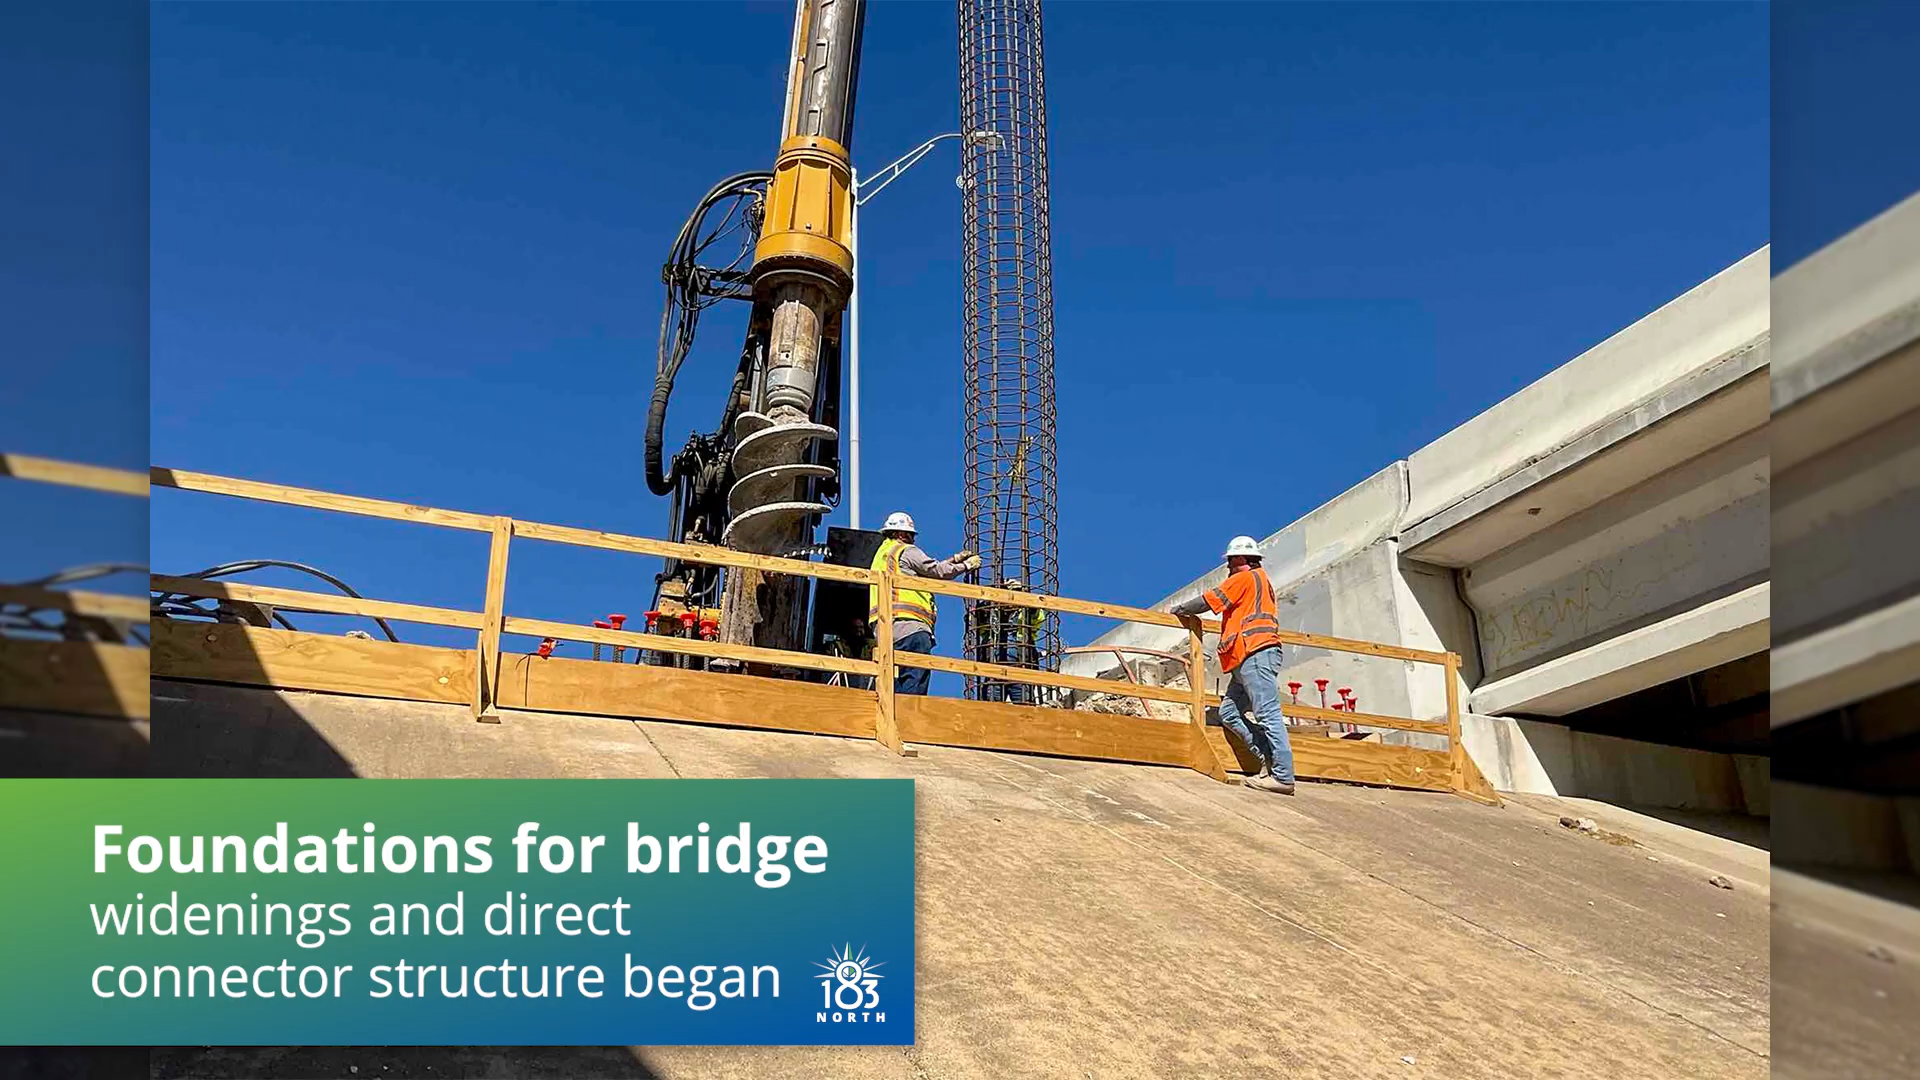 Foundations for bridge
widenings and direct
connector structure began
183
NORTH